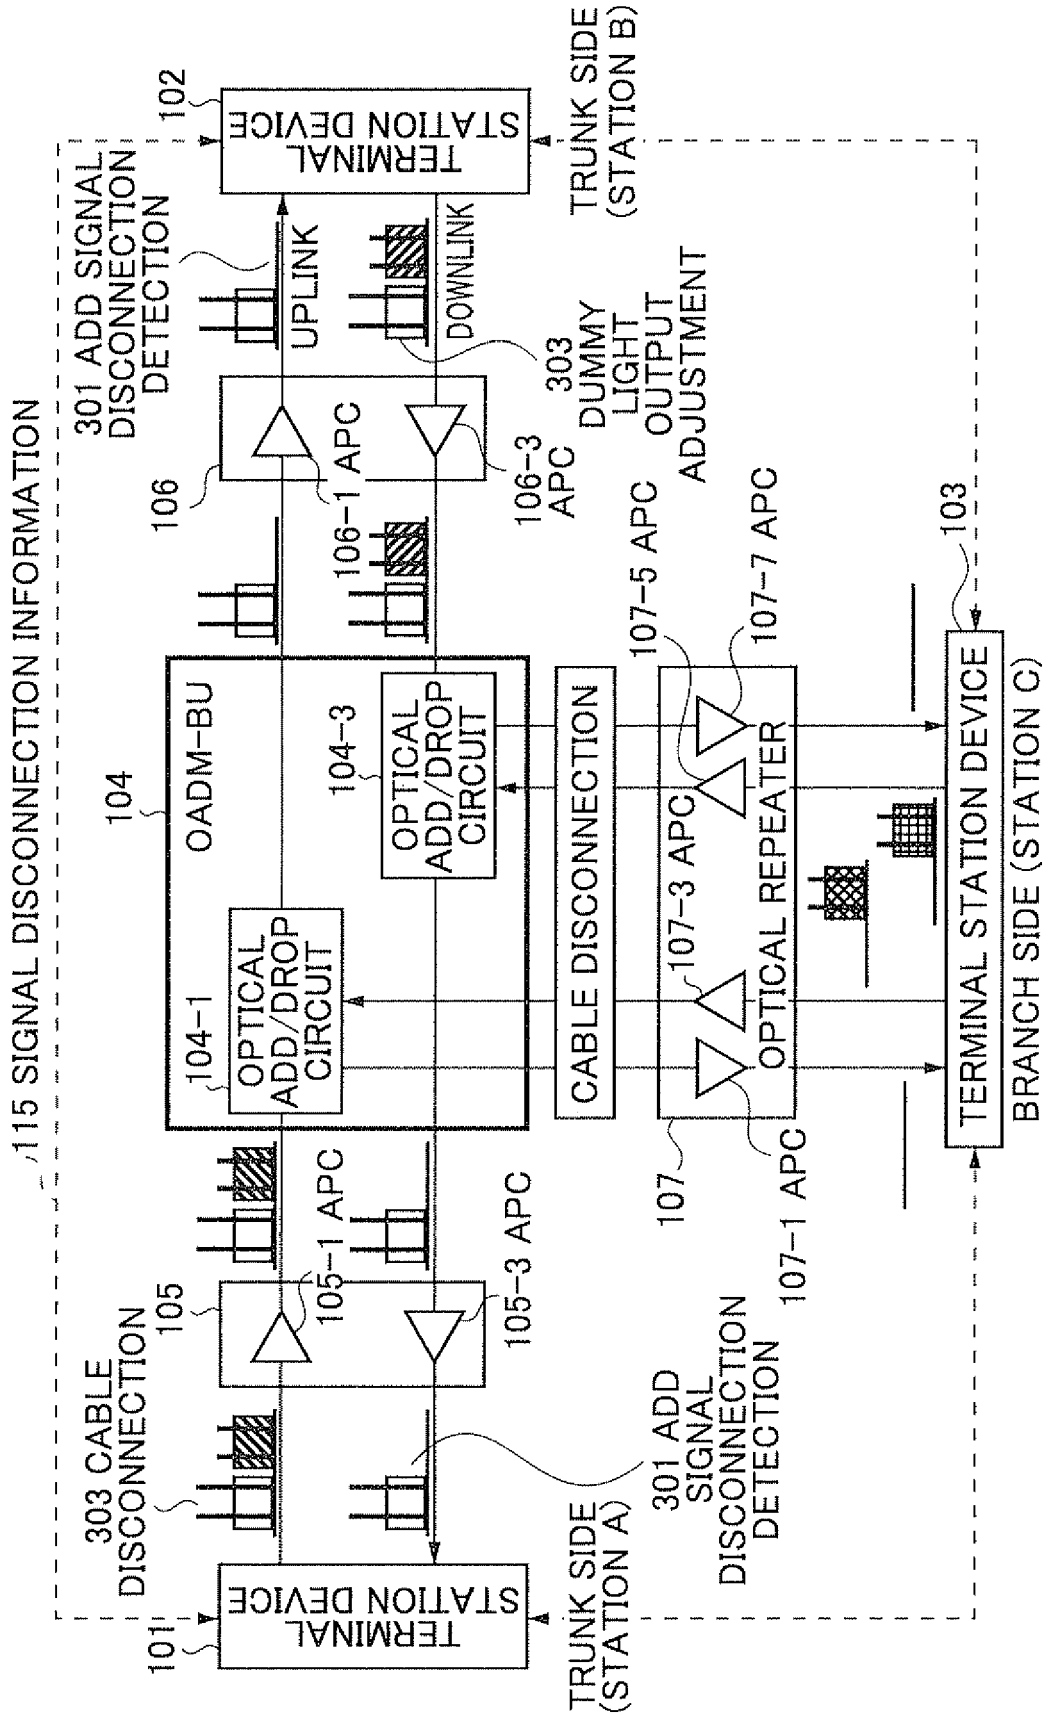 115 SIGNAL DISCONNECTION INFORMATION
303 CABLE
DISCONNECTION
301 ADD SIGNAL
DISCONNECTION
DETECTION
101
TERMINAL
STATION DEVICE
105
105-1 APC
105-3 APC
104
OADM-BU
104-1
OPTICAL
ADD/DROP
CIRCUIT
104-3
OPTICAL
ADD/DROP
CIRCUIT
106
106-1 APC
106-3
APC
UPLINK
DOWNLINK
102
TERMINAL
STATION DEVICE
303
DUMMY
LIGHT
OUTPUT
ADJUSTMENT
TRUNK SIDE
(STATION B)
TRUNK SIDE
(STATION A)
301 ADD
SIGNAL
DISCONNECTION
DETECTION
CABLE DISCONNECTION
107
107-1 APC
107-3 APC
107-5 APC
107-7 APC
OPTICAL REPEATER
103
TERMINAL STATION DEVICE
BRANCH SIDE (STATION C)